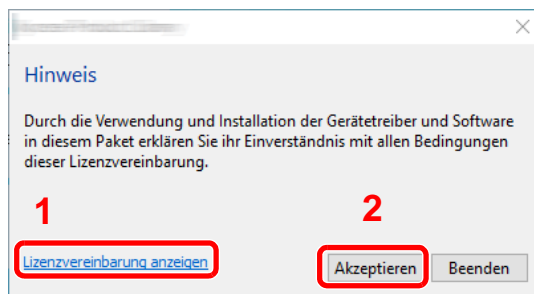 Hinweis
Durch die Verwendung und Installation der Gerätetreiber und Software
in diesem Paket erklären Sie ihr Einverständnis mit allen Bedingungen
dieser Lizenzvereinbarung.
1
2
Lizenzvereinbarung anzeigen
Akzeptieren
Beenden